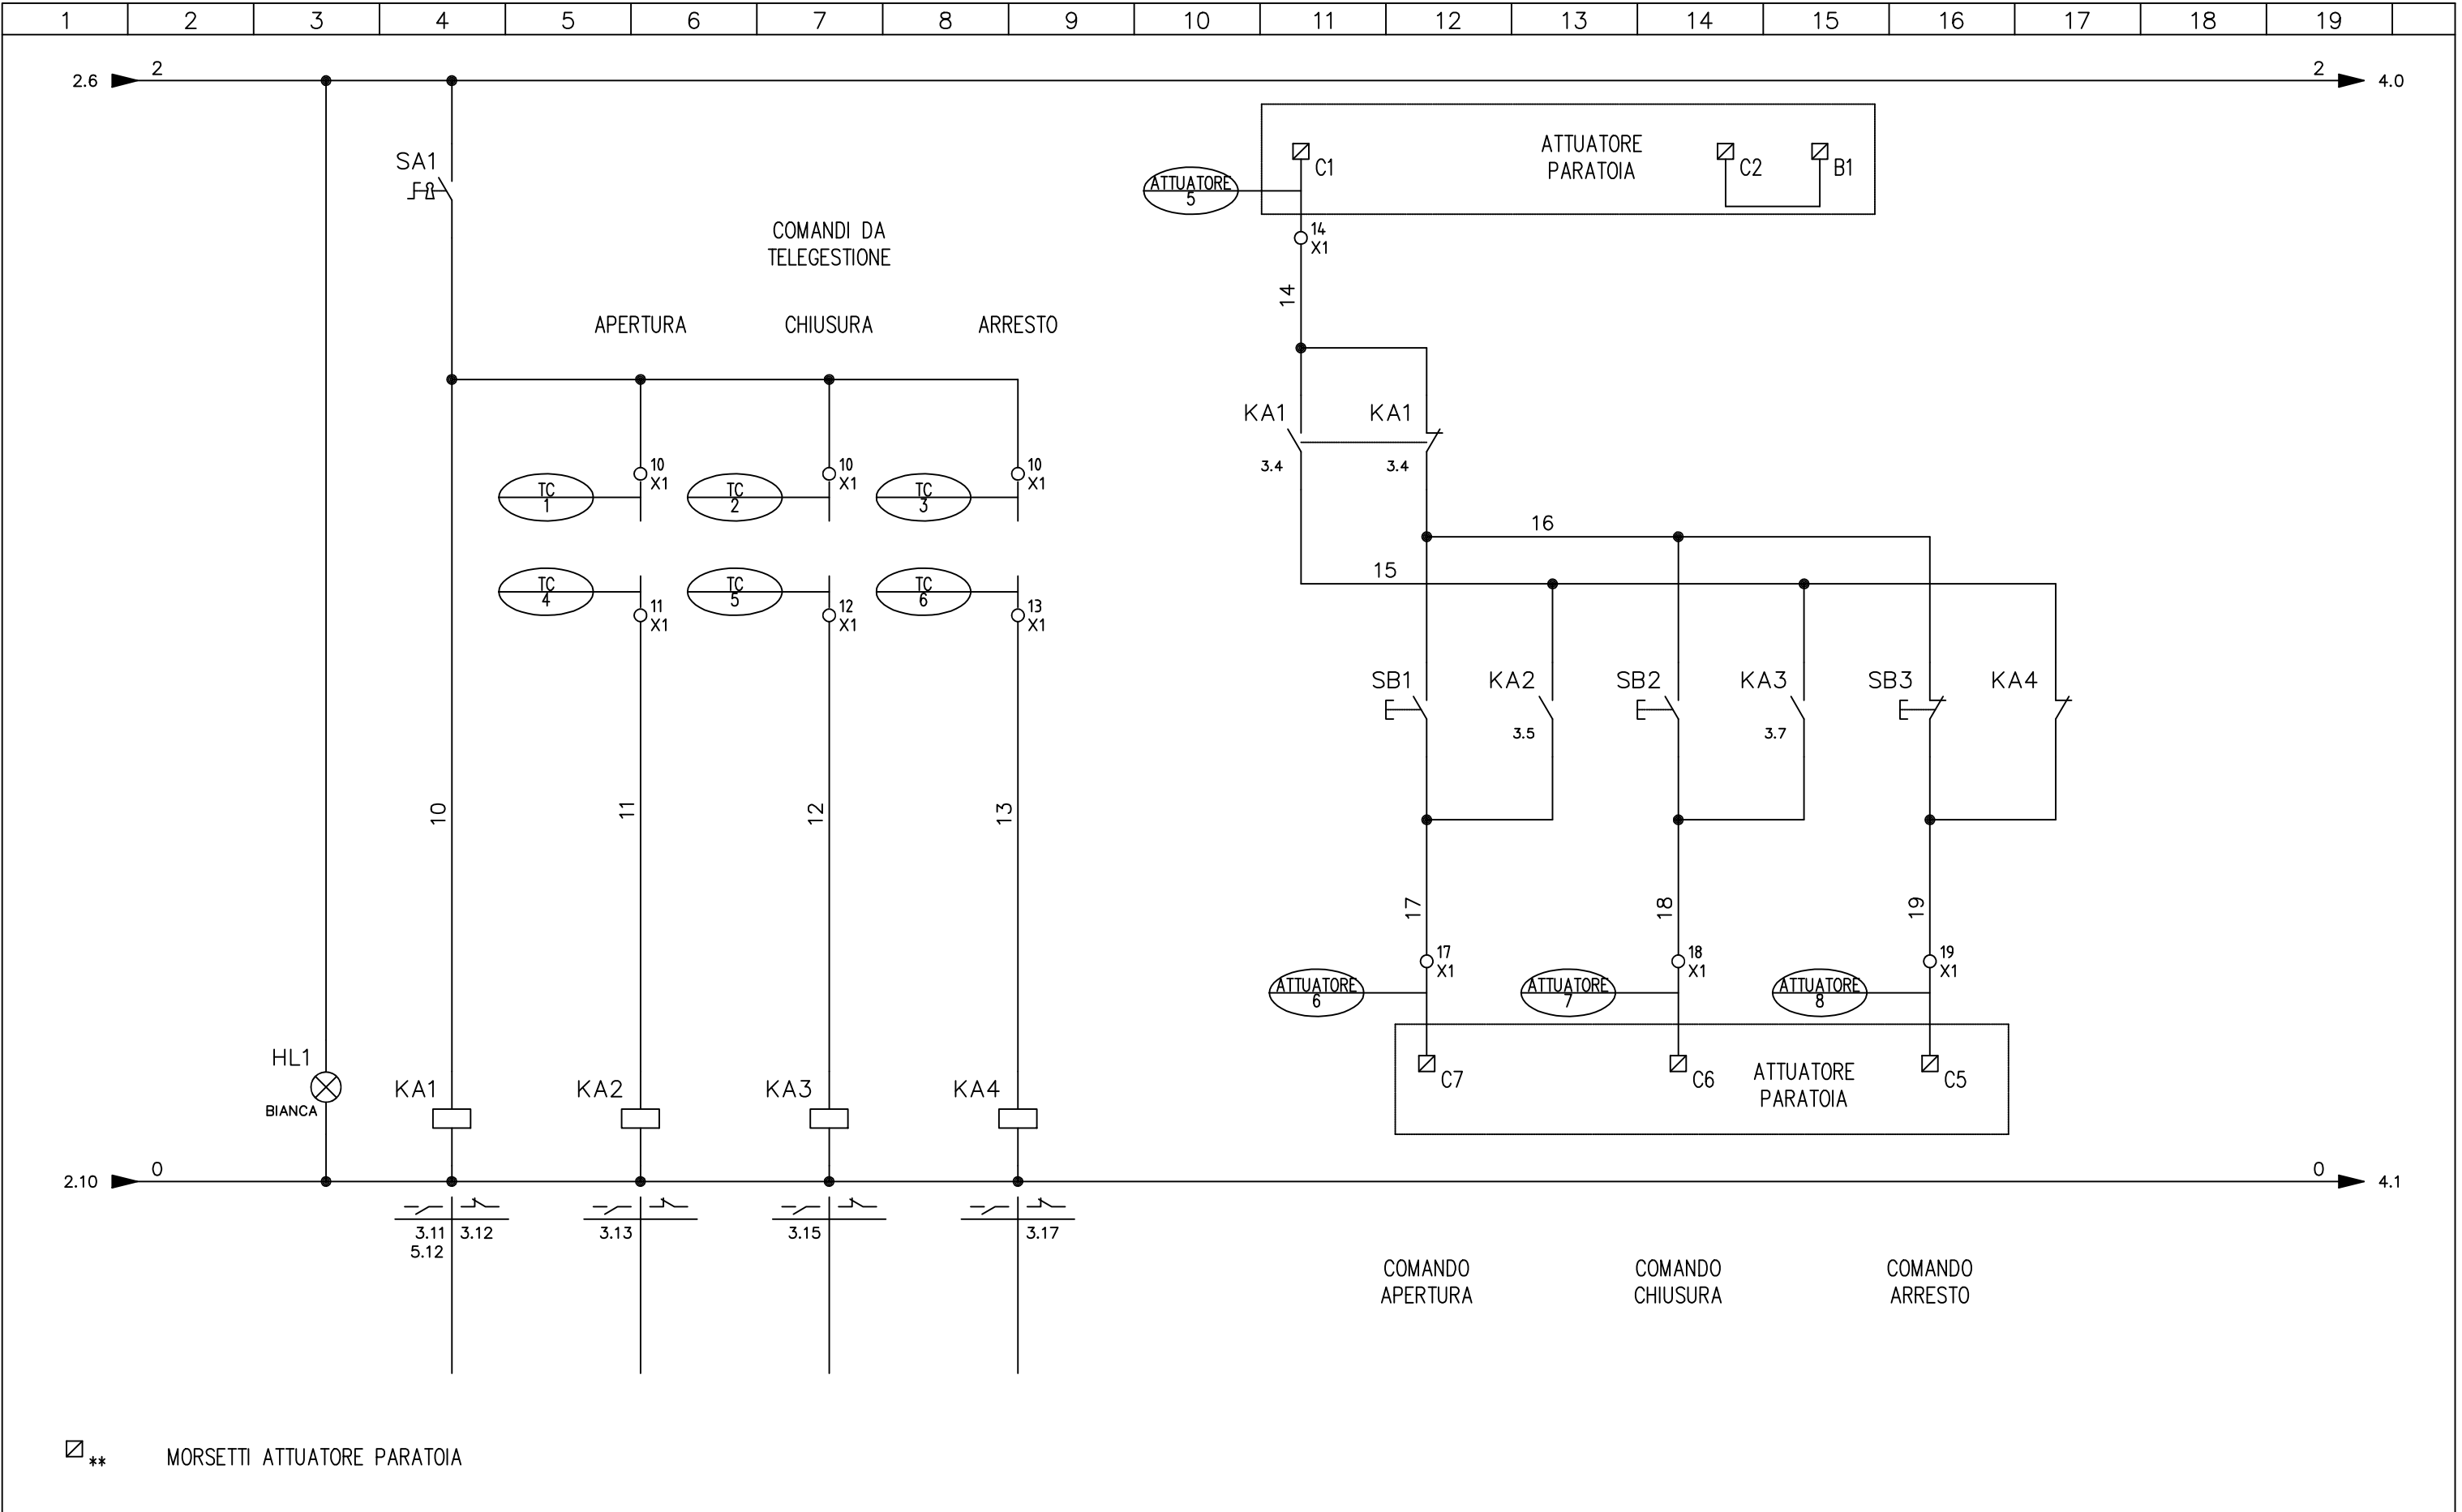 1 2 3 4 5 6 7 8 9 10 11 12 13 14 15 16 17 18 19
2.6 2 2 4.0
ATTUATORE
PARATOIA
C1 C2 B1
ATTUATORE
5
14
X1
14
SA1
COMANDI DA
TELEGESTIONE
APERTURA CHIUSURA ARRESTO
KA1 KA1
3.4 3.4
10
X1
10
X1
10
X1
TC
1
TC
2
TC
3
16
15
TC
4
TC
5
TC
6
11
X1
12
X1
13
X1
SB1 KA2 SB2 KA3 SB3 KA4
3.5 3.7
10 11 12 13
17 18 19
17
X1
18
X1
19
X1
ATTUATORE
6
ATTUATORE
7
ATTUATORE
8
HL1
BIANCA
KA1 KA2 KA3 KA4
C7 C6 C5
ATTUATORE
PARATOIA
2.10 0 0 4.1
3.11 3.12 3.13 3.15 3.17
5.12
COMANDO
APERTURA
COMANDO
CHIUSURA
COMANDO
ARRESTO
** MORSETTI ATTUATORE PARATOIA